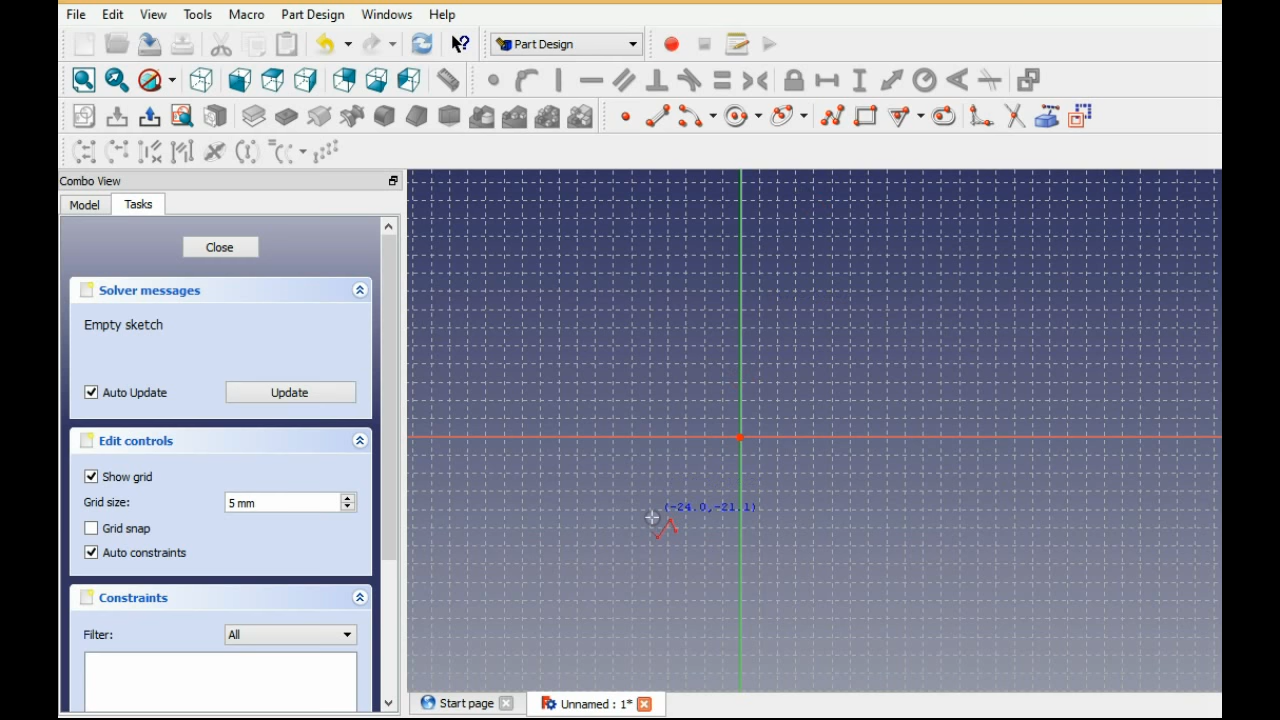 File Edit View Tools Macro Part Design Windows Help
Part Design
Combo View
Model Tasks
Close
Solver messages
Empty sketch
Auto Update Update
Edit controls
Show grid
Grid size: 5 mm
Grid snap
Auto constraints
Constraints
Filter: All
(-24.0,-21.1)
Start page Unnamed : 1*